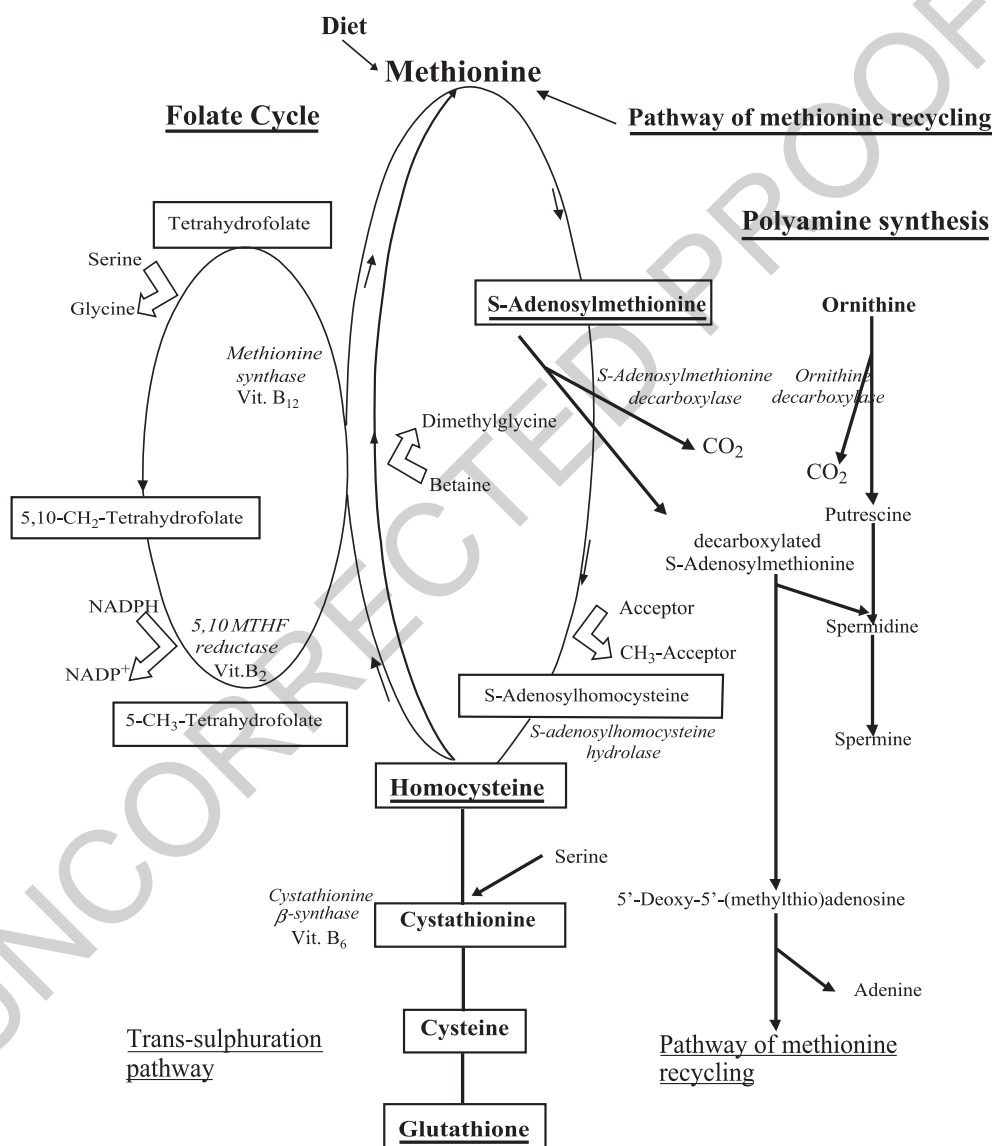 Diet
Methionine
Folate Cycle
Pathway of methionine recycling
Tetrahydrofolate
Polyamine synthesis
Serine
Glycine
S-Adenosylmethionine
Ornithine
Methionine
synthase
Vit. B₁₂
S-Adenosylmethionine
decarboxylase
Ornithine
decarboxylase
Dimethylglycine
Betaine
CO₂
CO₂
5,10-CH₂-Tetrahydrofolate
Putrescine
decarboxylated
S-Adenosylmethionine
NADPH
NADP⁺
5,10 MTHF
reductase
Vit.B₂
Acceptor
CH₃-Acceptor
Spermidine
S-Adenosylhomocysteine
5-CH₃-Tetrahydrofolate
S-adenosylhomocysteine
hydrolase
Spermine
Homocysteine
Serine
Cystathionine
β-synthase
Vit. B₆
Cystathionine
5'-Deoxy-5'-(methylthio)adenosine
Adenine
Cysteine
Trans-sulphuration
pathway
Pathway of methionine
recycling
Glutathione
UNCORRECTED PROOF